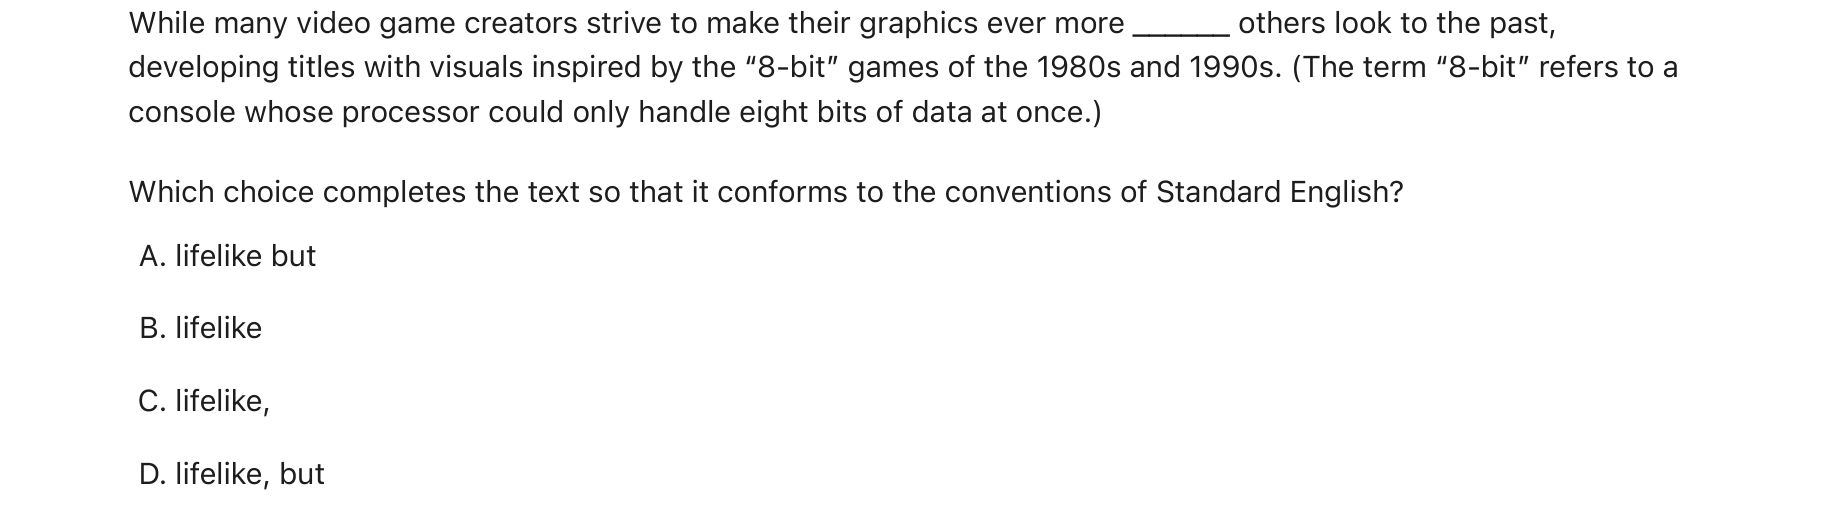 While many video game creators strive to make their graphics ever more ______ others look to the past,
developing titles with visuals inspired by the “8-bit” games of the 1980s and 1990s. (The term “8-bit” refers to a
console whose processor could only handle eight bits of data at once.)
Which choice completes the text so that it conforms to the conventions of Standard English?
A. lifelike but
B. lifelike
C. lifelike,
D. lifelike, but